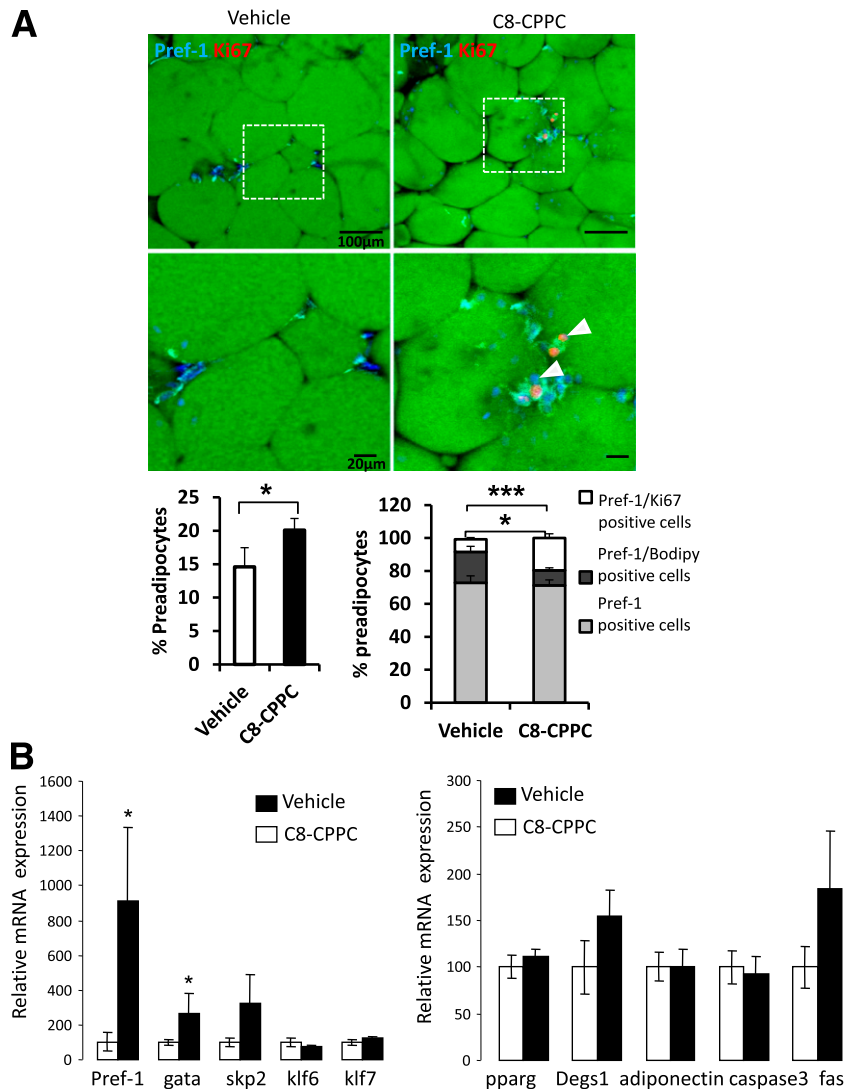 A
Vehicle
C8-CPPC
Pref-1 Ki67
Pref-1 Ki67
100µm
20µm
25
20
15
10
5
0
% Preadipocytes
*
Vehicle
C8-CPPC
120
100
80
60
40
20
0
% preadipocytes
***
*
Vehicle
C8-CPPC
Pref-1/Ki67
positive cells
Pref-1/Bodipy
positive cells
Pref-1
positive cells
B
1600
1400
1200
1000
800
600
400
200
0
Relative mRNA expression
Vehicle
C8-CPPC
*
*
Pref-1
gata
skp2
klf6
klf7
300
250
200
150
100
50
0
Relative mRNA expression
Vehicle
C8-CPPC
pparg
Degs1
adiponectin
caspase3
fas